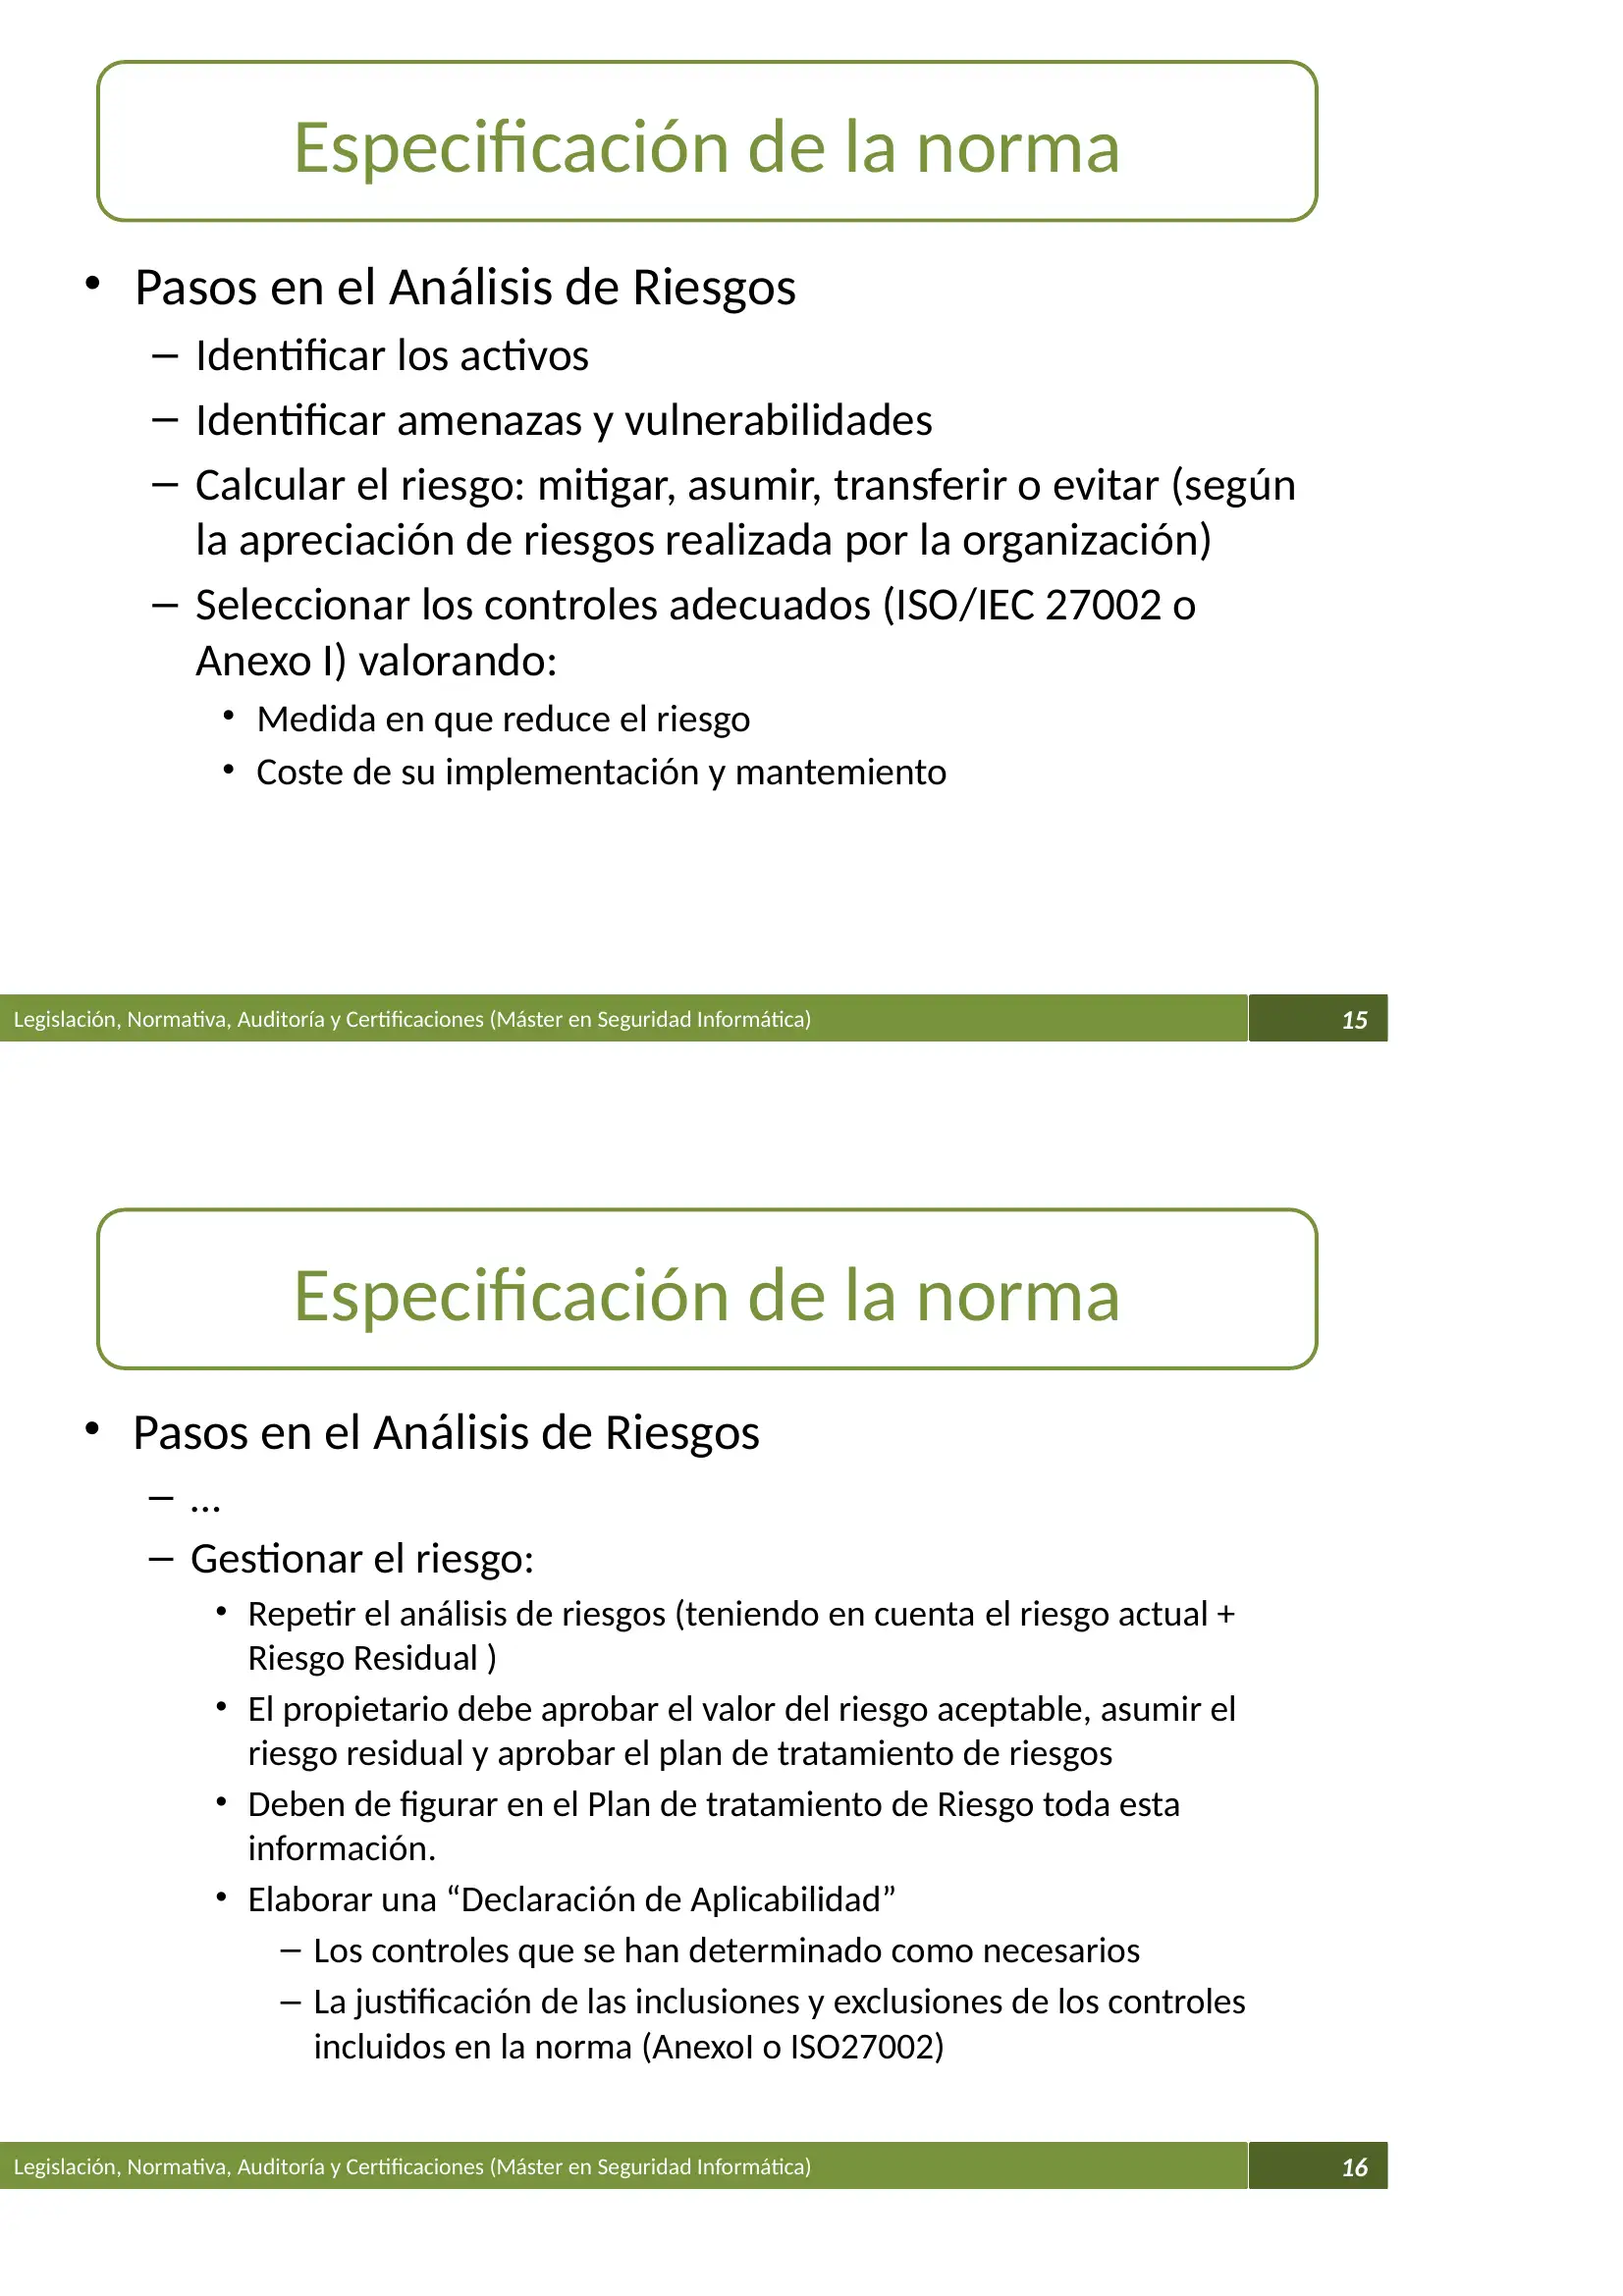 Especificación de la norma
• Pasos en el Análisis de Riesgos
– Identificar los activos
– Identificar amenazas y vulnerabilidades
– Calcular el riesgo: mitigar, asumir, transferir o evitar (según
la apreciación de riesgos realizada por la organización)
– Seleccionar los controles adecuados (ISO/IEC 27002 o
Anexo I) valorando:
• Medida en que reduce el riesgo
• Coste de su implementación y mantemiento
Legislación, Normativa, Auditoría y Certificaciones (Máster en Seguridad Informática) 15
Especificación de la norma
• Pasos en el Análisis de Riesgos
– ...
– Gestionar el riesgo:
• Repetir el análisis de riesgos (teniendo en cuenta el riesgo actual +
Riesgo Residual )
• El propietario debe aprobar el valor del riesgo aceptable, asumir el
riesgo residual y aprobar el plan de tratamiento de riesgos
• Deben de figurar en el Plan de tratamiento de Riesgo toda esta
información.
• Elaborar una “Declaración de Aplicabilidad”
– Los controles que se han determinado como necesarios
– La justificación de las inclusiones y exclusiones de los controles
incluidos en la norma (AnexoI o ISO27002)
Legislación, Normativa, Auditoría y Certificaciones (Máster en Seguridad Informática) 16